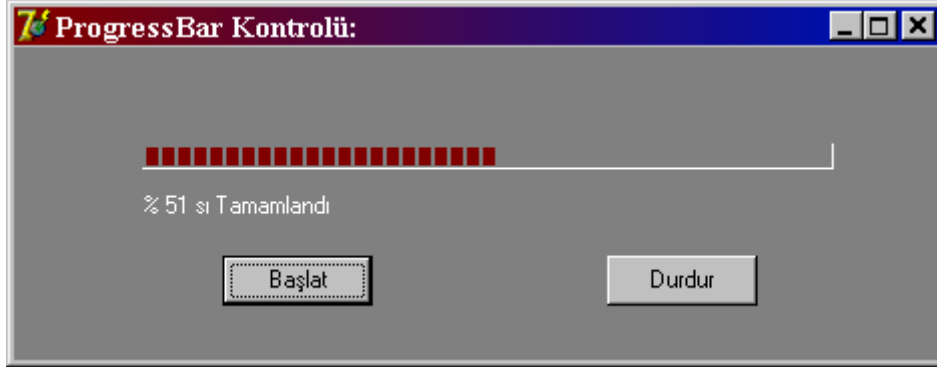 ProgressBar Kontrolü:
% 51 sı Tamamlandı
Başlat
Durdur